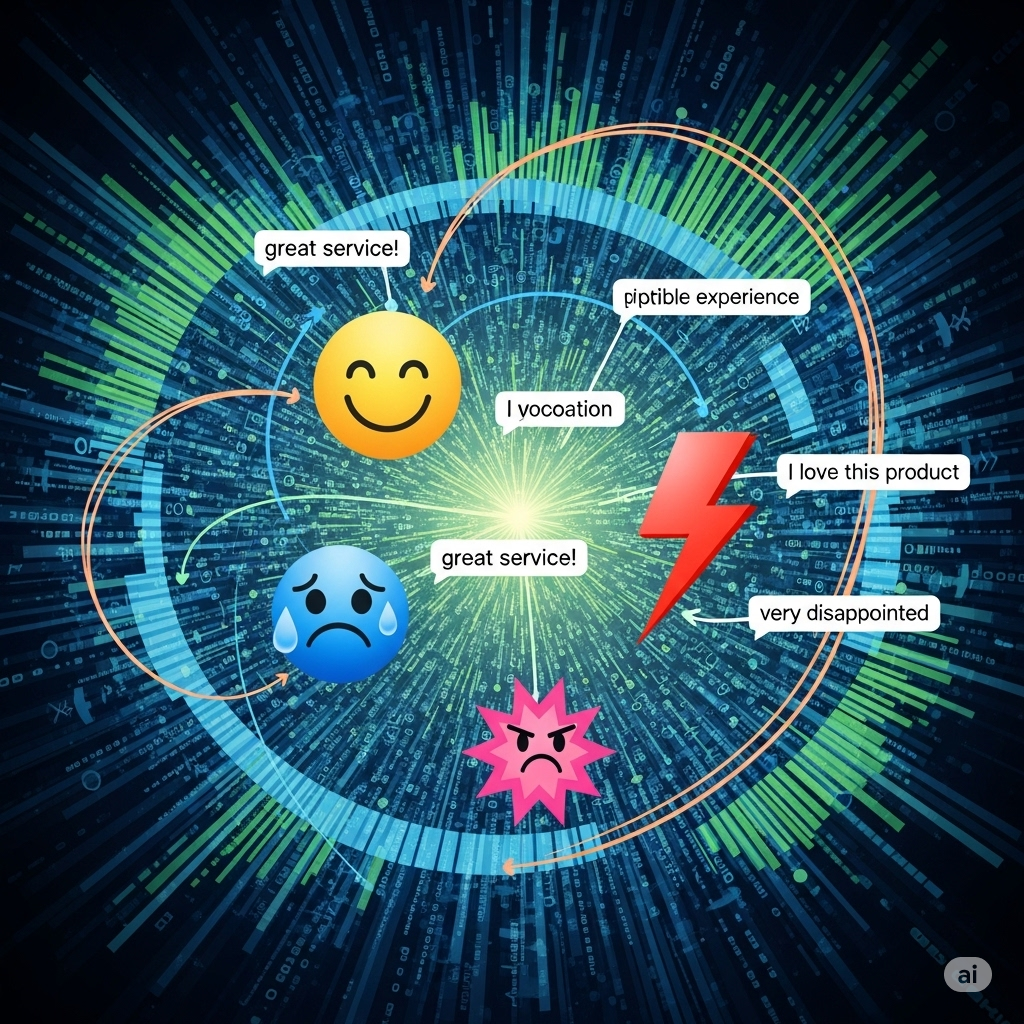 great service!
piptible experience
I yocoation
I love this product
great service!
very disappointed
ai